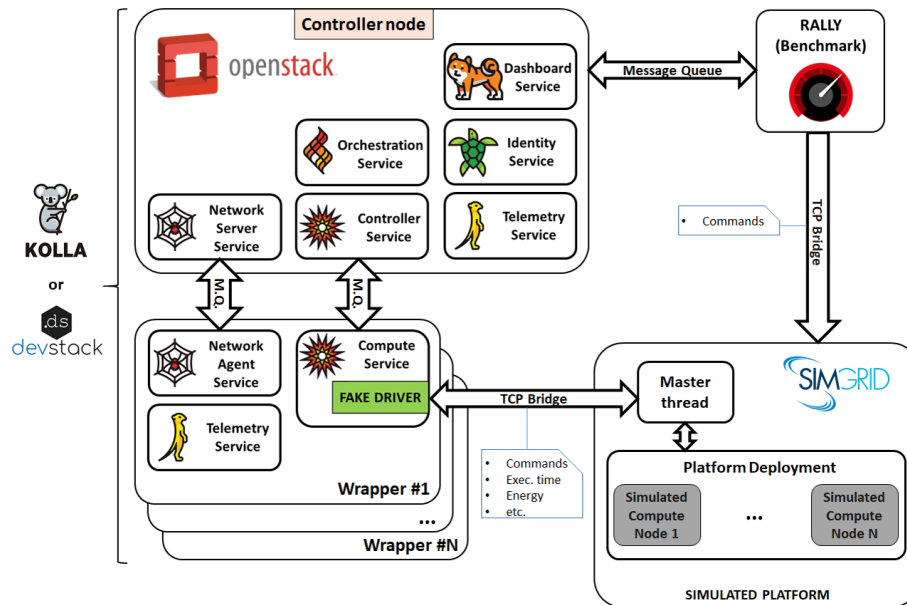 Controller node
openstack.
Dashboard
Service
Orchestration
Service
Identity
Service
Network
Server
Service
Controller
Service
Telemetry
Service
Message Queue
RALLY
(Benchmark)
TCP Bridge
• Commands
KOLLA
or
.ds
devstack
M.Q.
M.Q.
Network
Agent
Service
Compute
Service
FAKE DRIVER
Telemetry
Service
Wrapper #1
...
Wrapper #N
TCP Bridge
• Commands
• Exec. time
• Energy
• etc.
Master
thread
SIMGRID
Platform Deployment
Simulated
Compute
Node 1
...
Simulated
Compute
Node N
SIMULATED PLATFORM